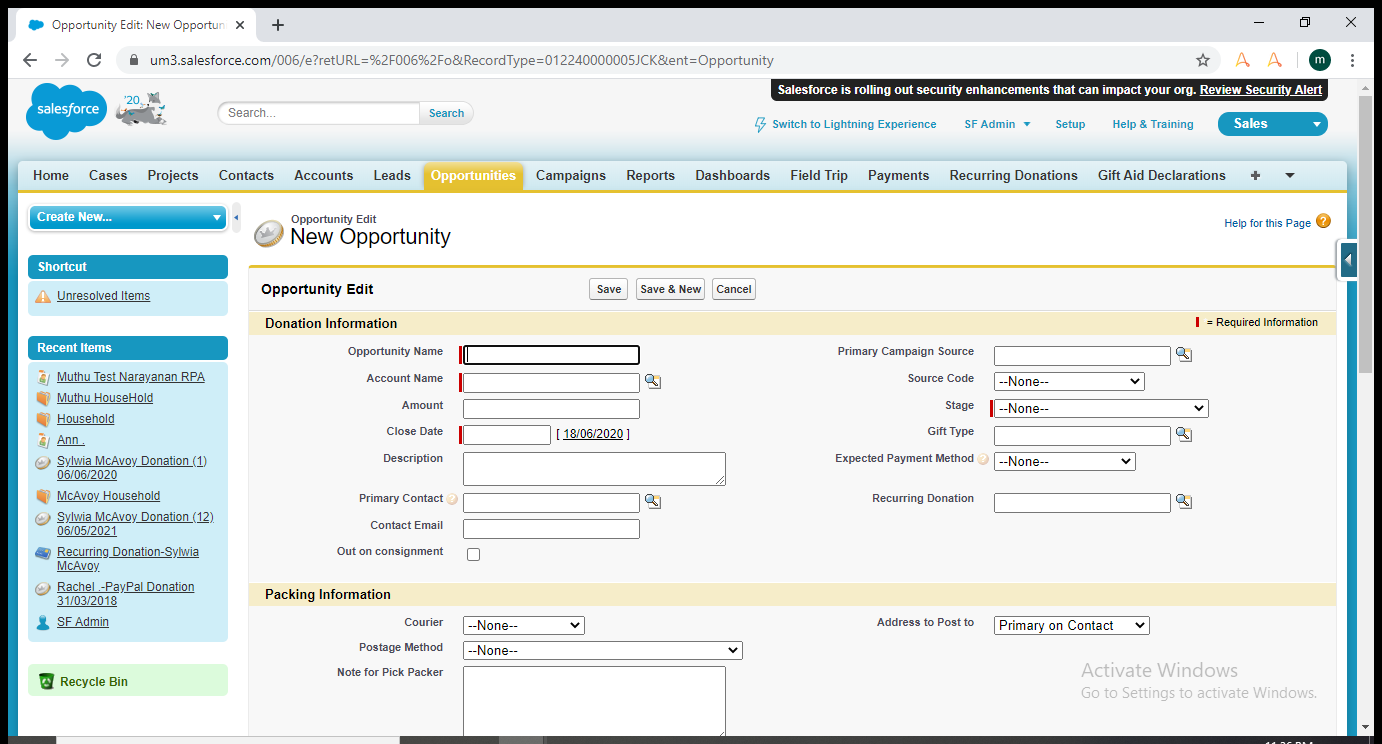 Opportunity Edit: New Opportun
um3.salesforce.com/006/e?retURL=%2F006%2Fo&RecordType=012240000005JCK&ent=Opportunity
m
Salesforce is rolling out security enhancements that can impact your org. Review Security Alert
salesforce
'20
Search...
Search
Switch to Lightning Experience
SF Admin
Setup
Help & Training
Sales
Home Cases Projects Contacts Accounts Leads Opportunities Campaigns Reports Dashboards Field Trip Payments Recurring Donations Gift Aid Declarations +
Create New...
Shortcut
Unresolved Items
Recent Items
Muthu Test Narayanan RPA
Muthu HouseHold
Household
Ann .
Sylwia McAvoy Donation (1)
06/06/2020
McAvoy Household
Sylwia McAvoy Donation (12)
06/05/2021
Recurring Donation-Sylwia
McAvoy
Rachel .-PayPal Donation
31/03/2018
SF Admin
Recycle Bin
Opportunity Edit
New Opportunity
Help for this Page ?
Opportunity Edit
Save
Save & New
Cancel
Donation Information
= Required Information
Opportunity Name
Primary Campaign Source
Account Name
Source Code --None--
Amount
Stage --None--
Close Date [ 18/06/2020 ]
Gift Type
Description
Expected Payment Method ? --None--
Primary Contact ?
Recurring Donation
Contact Email
Out on consignment
Packing Information
Courier --None--
Address to Post to Primary on Contact
Postage Method --None--
Note for Pick Packer
Activate Windows
Go to Settings to activate Windows.